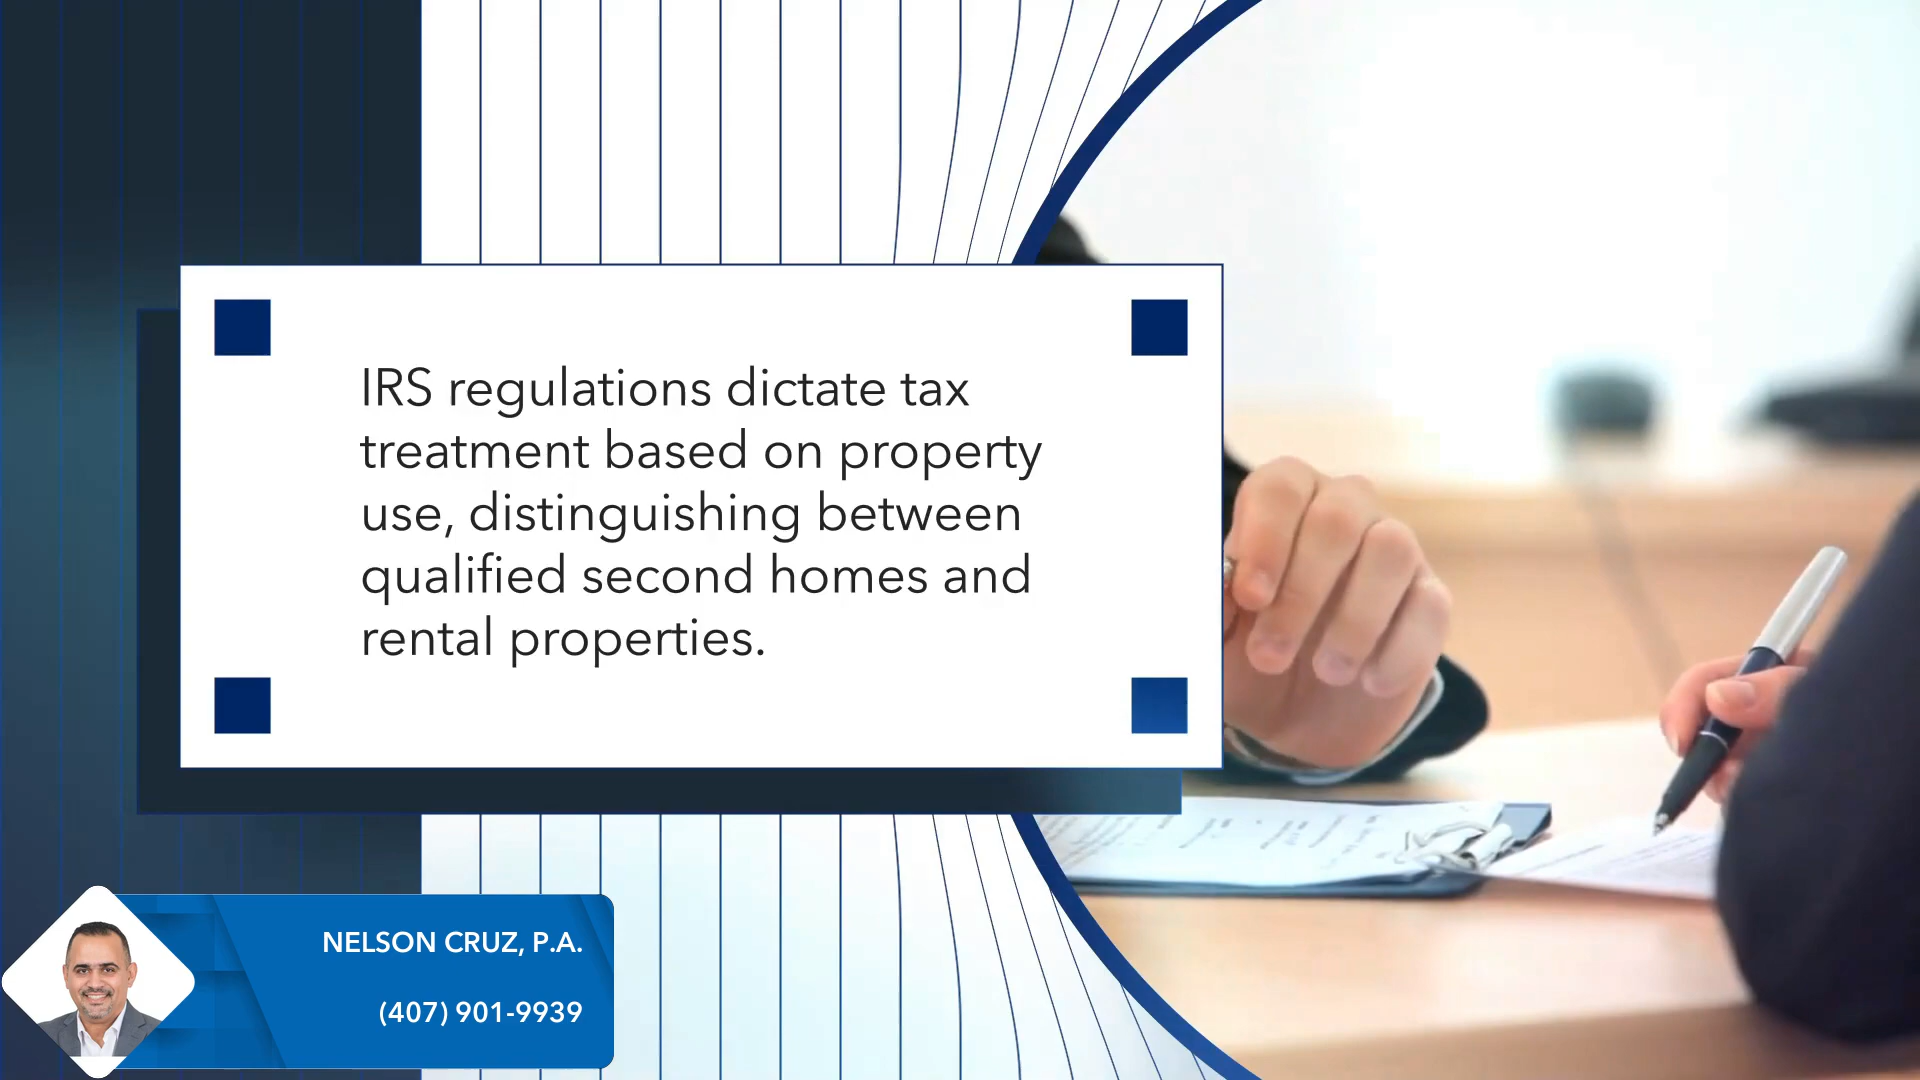 IRS regulations dictate tax
treatment based on property
use, distinguishing between
qualified second homes and
rental properties.
NELSON CRUZ, P.A.
(407) 901-9939